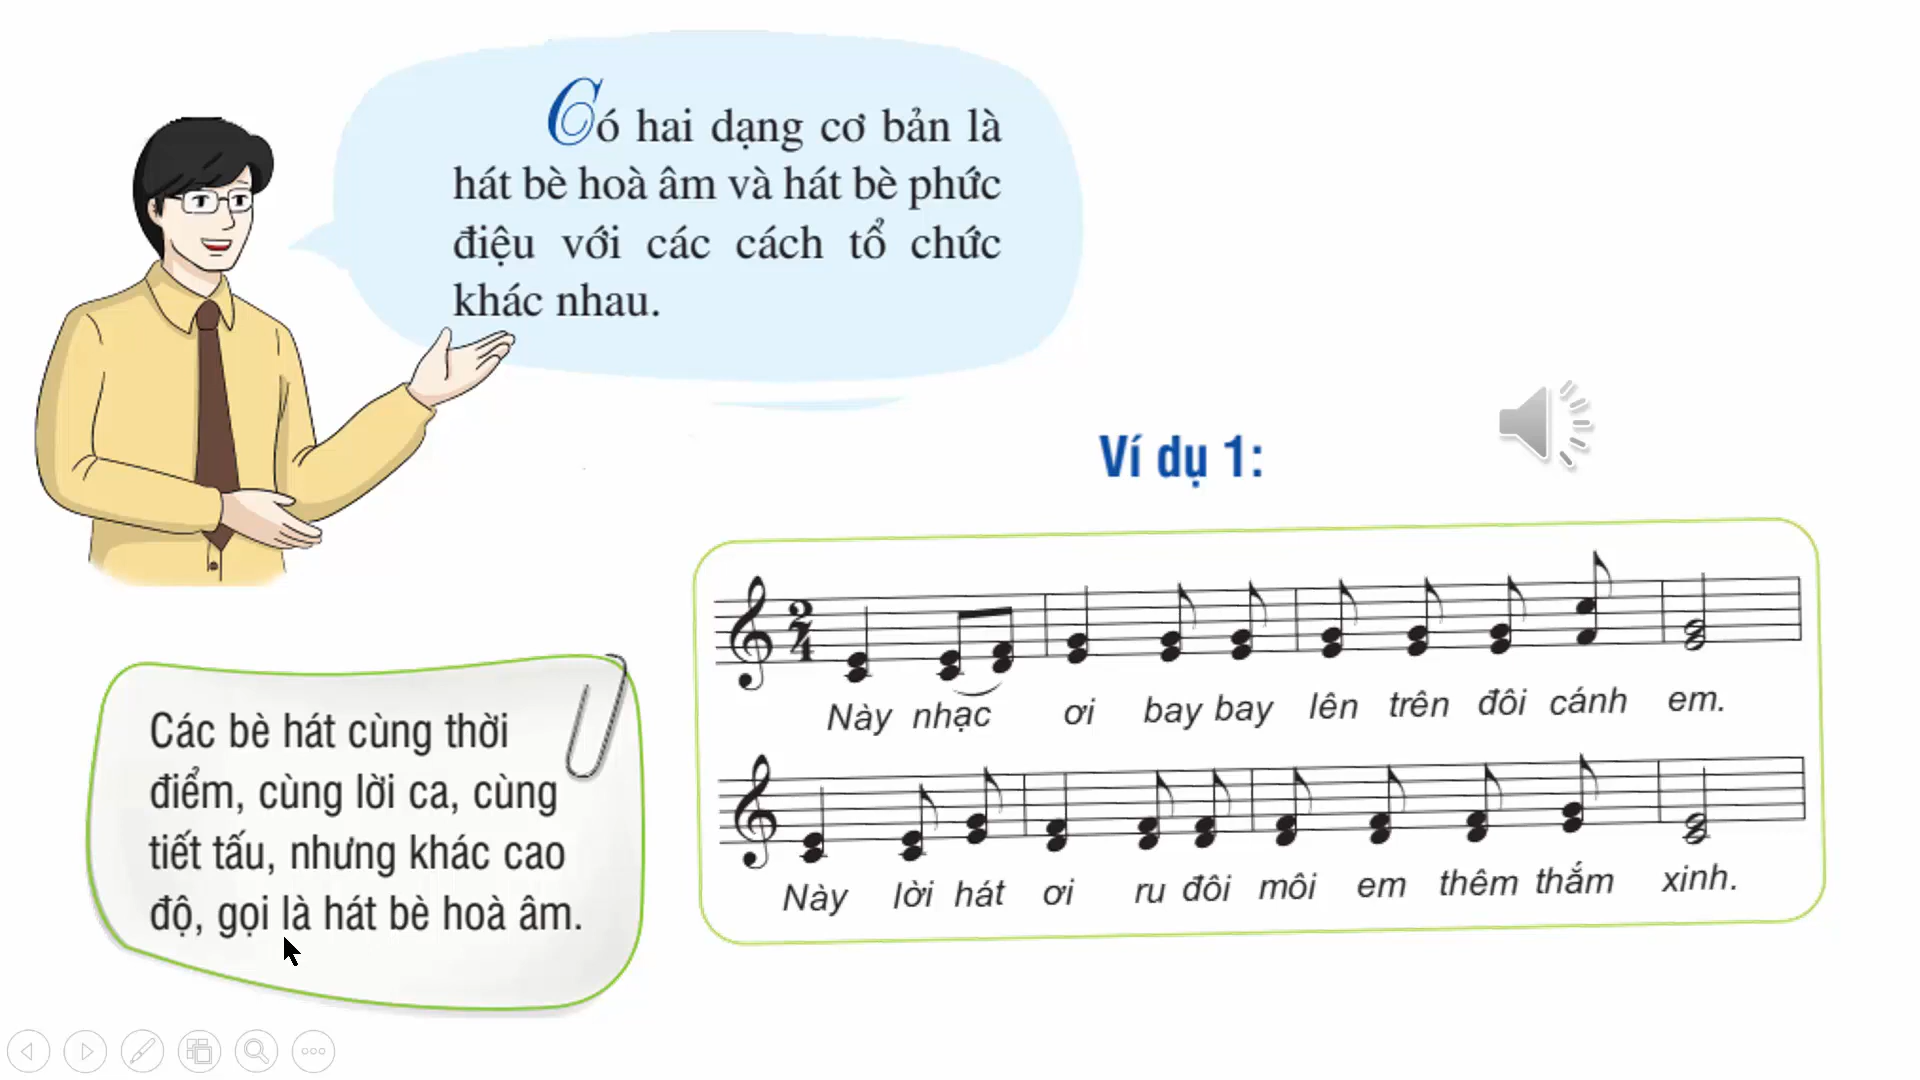 Có hai dạng cơ bản là
hát bè hoà âm và hát bè phức
điệu với các cách tổ chức
khác nhau.
Ví dụ 1:
Này nhạc ơi bay bay lên trên đôi cánh em.
Này lời hát ơi ru đôi môi em thêm thắm xinh.
Các bè hát cùng thời
điểm, cùng lời ca, cùng
tiết tấu, nhưng khác cao
độ, gọi là hát bè hoà âm.